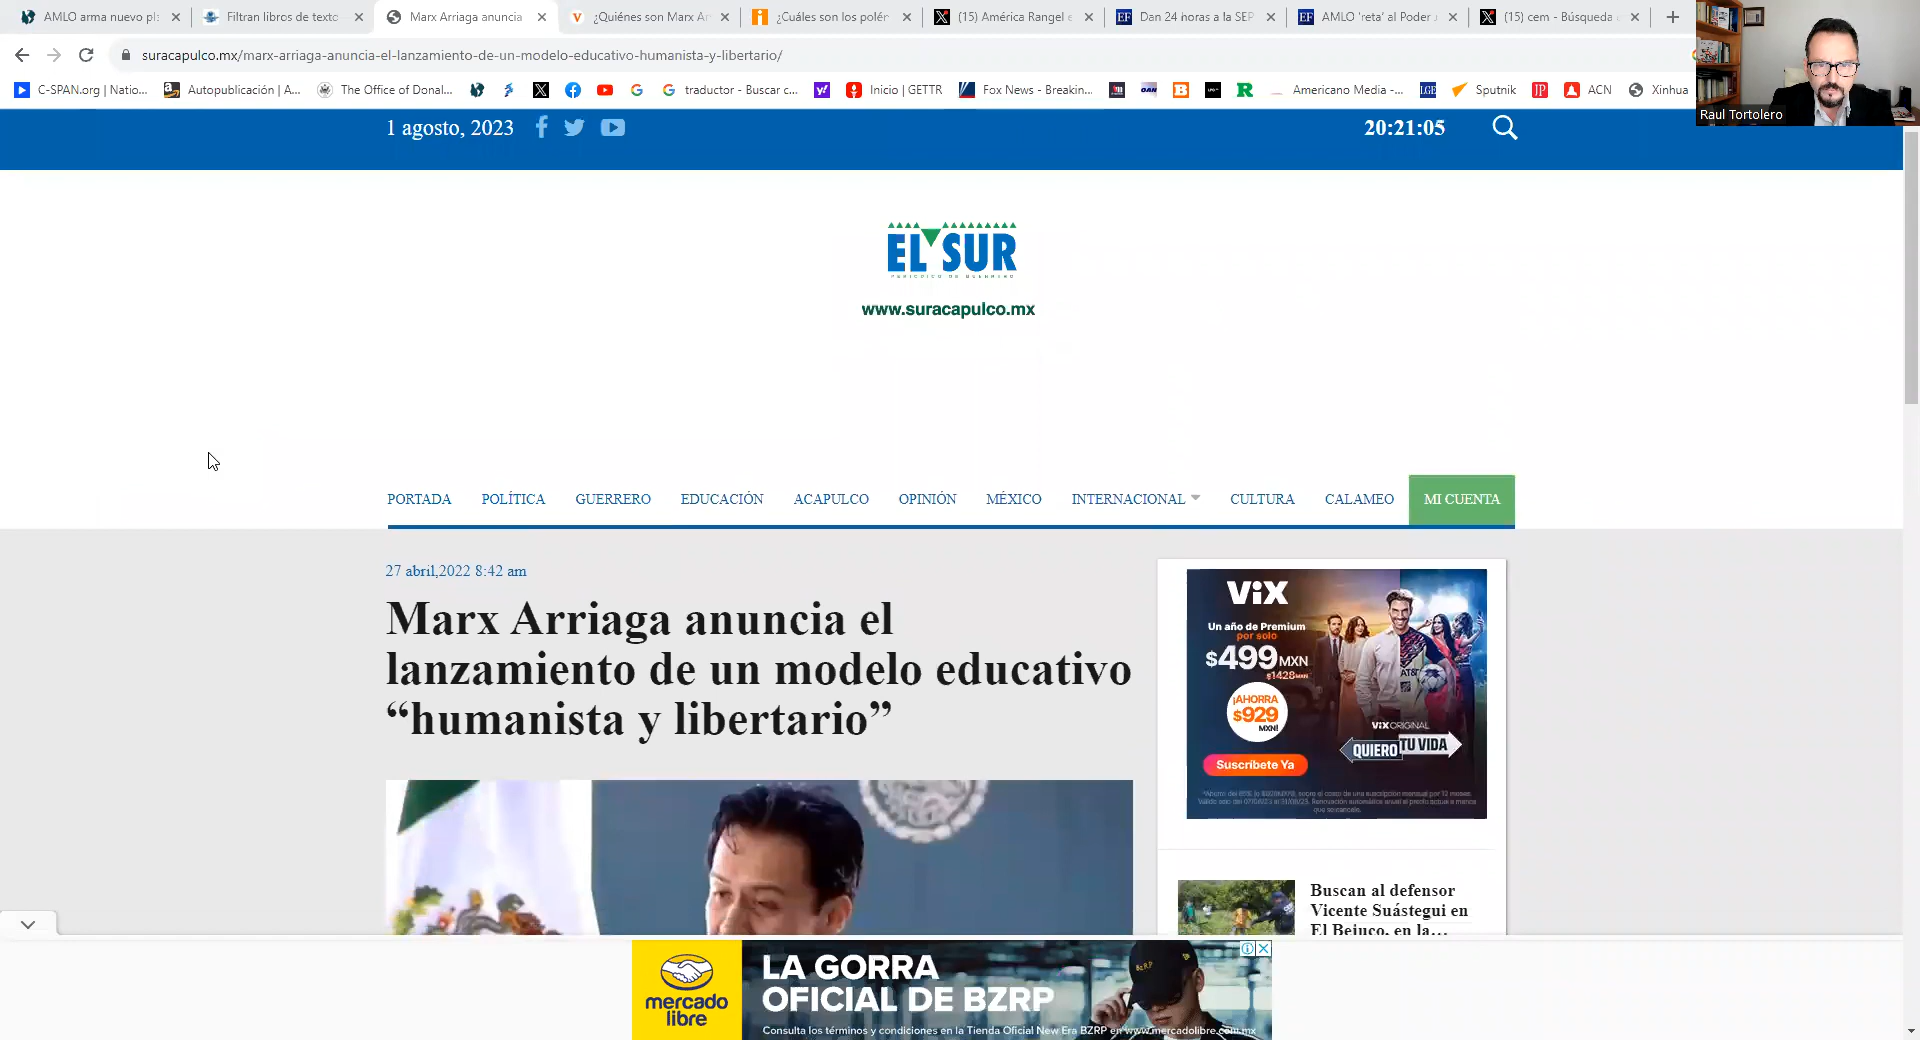 AMLO arma nuevo pl
Filtran libros de texto
Marx Arriaga anuncia
¿Quiénes son Marx Ar
¿Cuáles son los polén
(15) América Rangel e
Dan 24 horas a la SEP
AMLO 'reta' al Poder J
(15) cem - Búsqueda
suracapulco.mx/marx-arriaga-anuncia-el-lanzamiento-de-un-modelo-educativo-humanista-y-libertario/
C-SPAN.org | Natio...
Autopublicación | A...
The Office of Donal...
traductor - Buscar c...
Inicio | GETTR
Fox News - Breakin...
Americano Media -...
Sputnik
ACN
Xinhua
Raul Tortolero
1 agosto, 2023
20:21:05
EL SUR
PERIÓDICO DE GUERRERO
www.suracapulco.mx
PORTADA
POLÍTICA
GUERRERO
EDUCACIÓN
ACAPULCO
OPINIÓN
MÉXICO
INTERNACIONAL
CULTURA
CALAMEO
MI CUENTA
27 abril,2022 8:42 am
Marx Arriaga anuncia el
lanzamiento de un modelo educativo
“humanista y libertario”
ViX
Un año de Premium
por solo
$499 MXN
$1428 MXN
¡AHORRA
$929
MXN!
Suscríbete Ya
ViX ORIGINAL
QUIERO TU VIDA
AT&T
Buscan al defensor
Vicente Suástegui en
El Bejuco, en la...
mercado
libre
LA GORRA
OFICIAL DE BZRP
Consulta los términos y condiciones en la Tienda Oficial New Era BZRP en www.mercadolibre.com.mx
BZRP